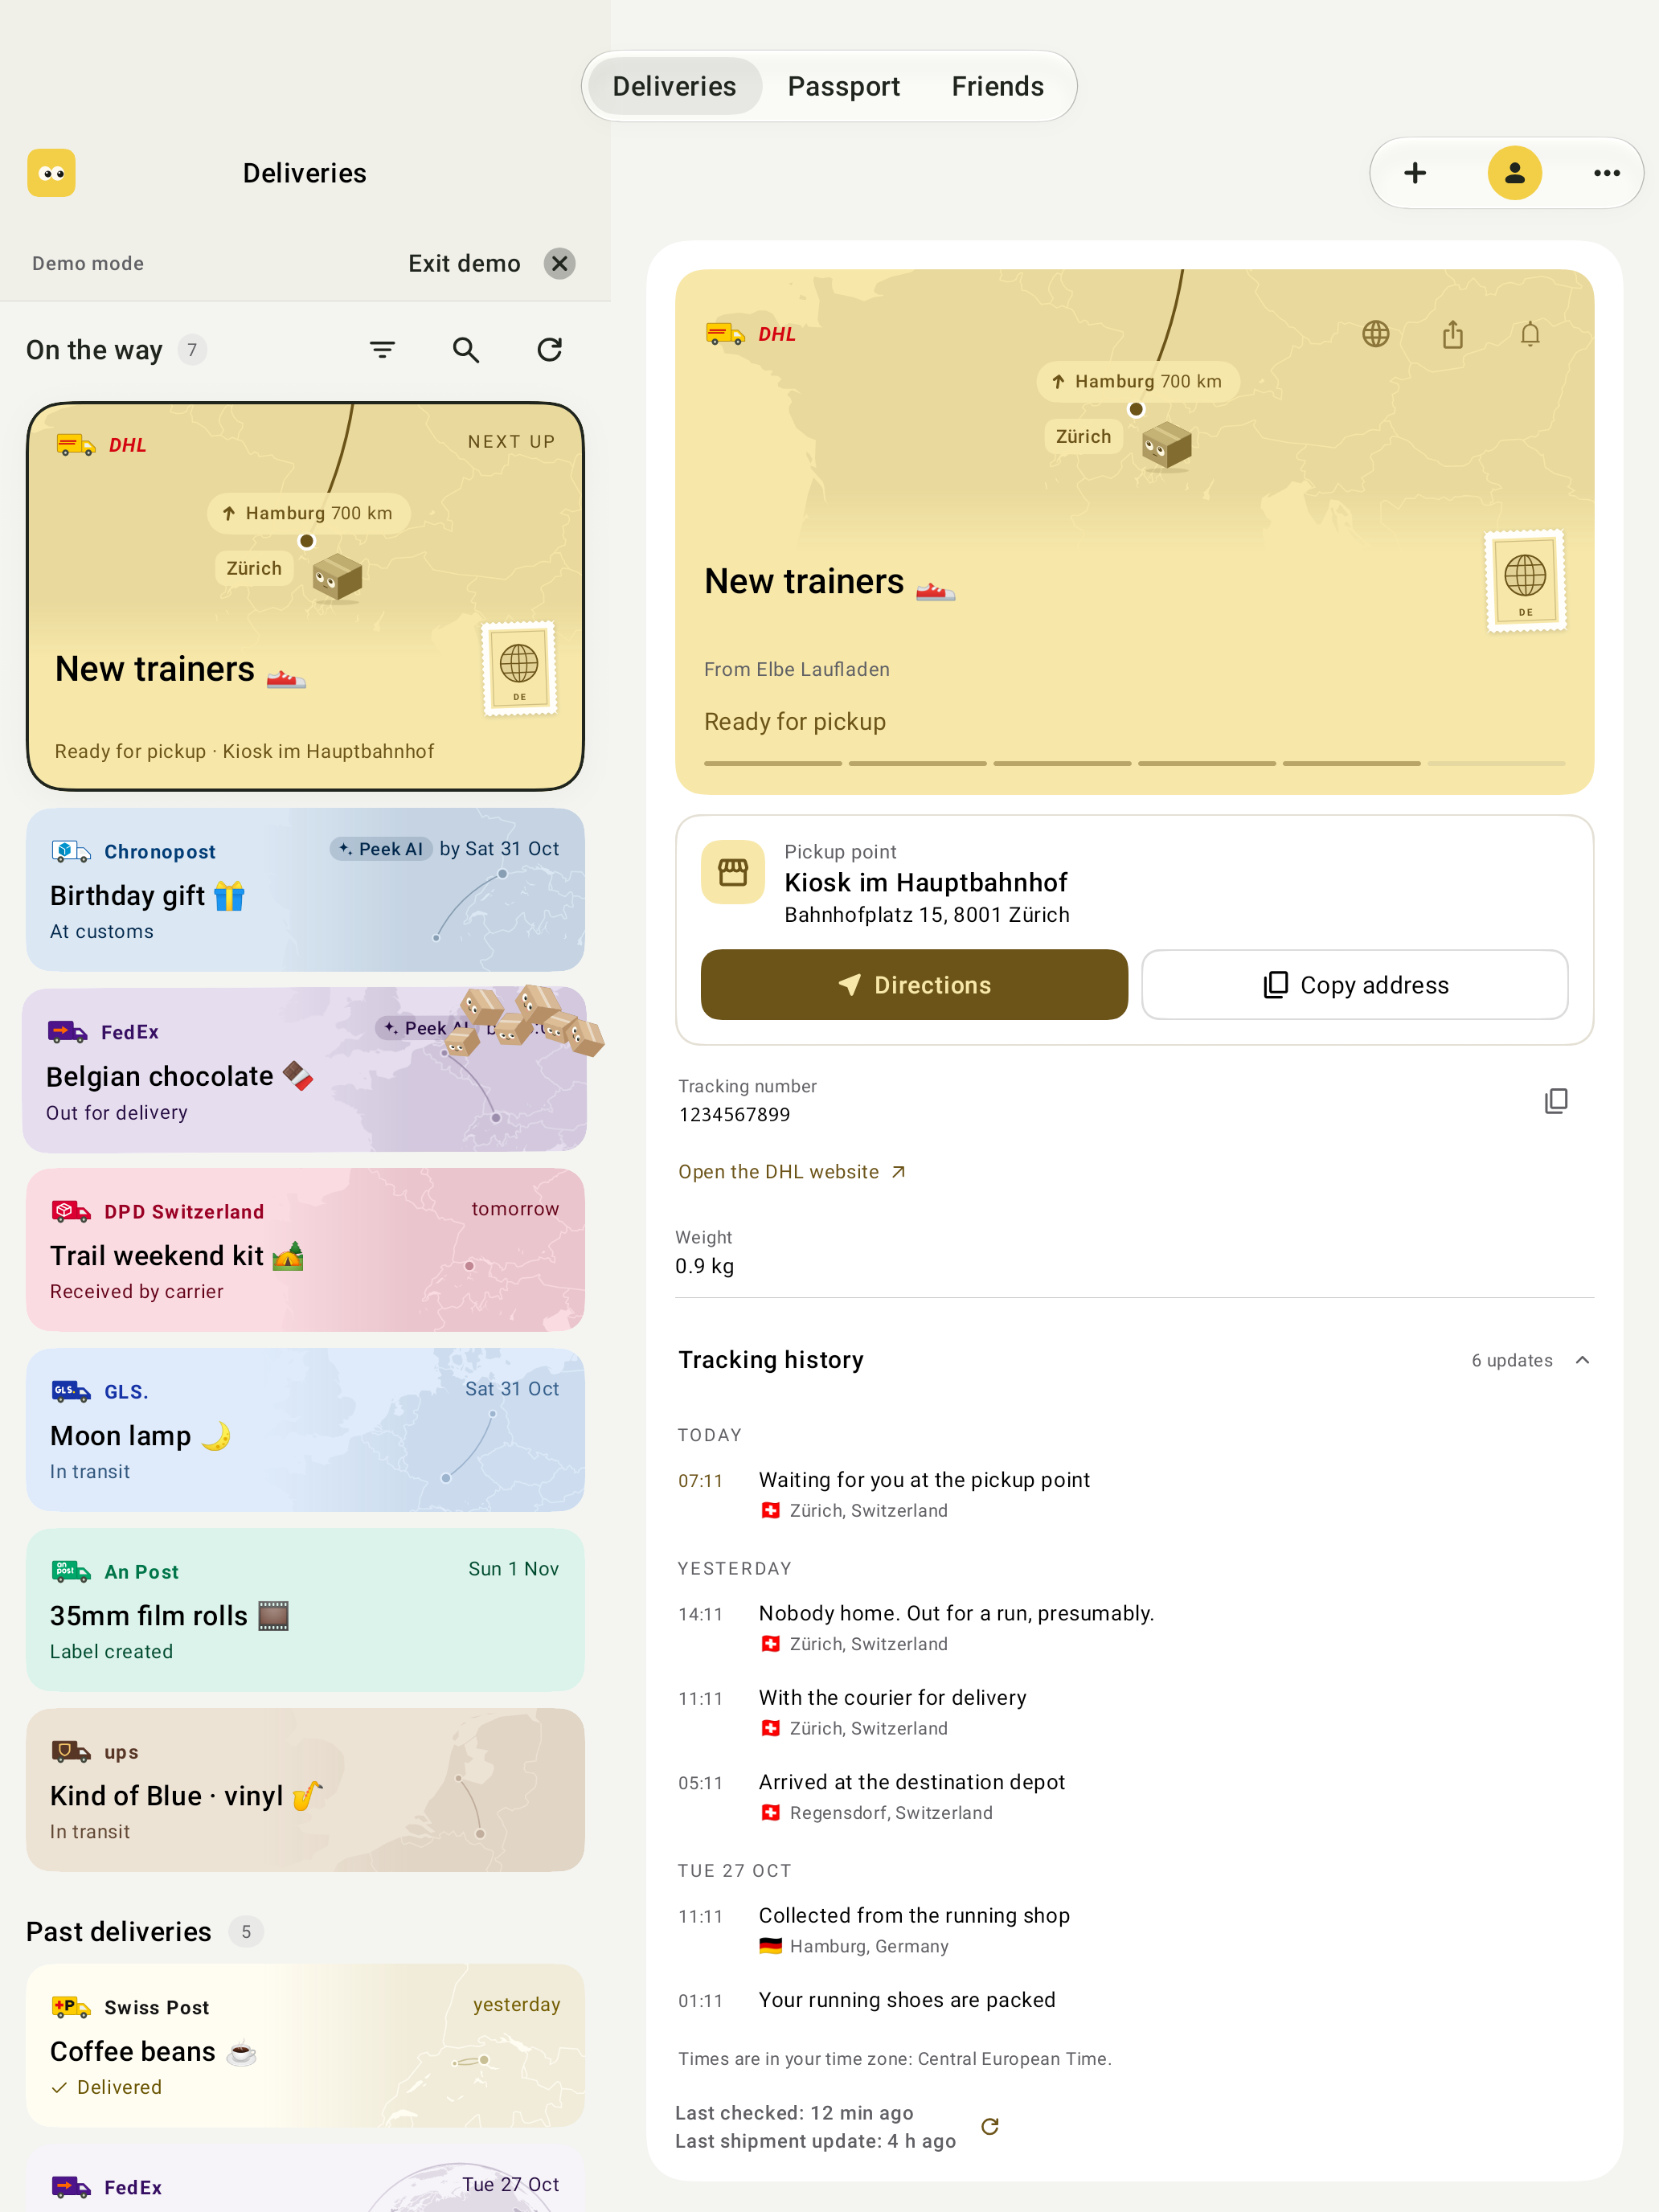 Deliveries
Passport
Friends
Deliveries
Demo mode
Exit demo
On the way
7
DHL
NEXT UP
Hamburg 700 km
Zürich
New trainers
DE
Ready for pickup · Kiosk im Hauptbahnhof
Chronopost
Peek AI
by Sat 31 Oct
Birthday gift
At customs
FedEx
Peek
Belgian chocolate
Out for delivery
DPD Switzerland
tomorrow
Trail weekend kit
Received by carrier
GLS.
GLS.
Sat 31 Oct
Moon lamp
In transit
an post
An Post
Sun 1 Nov
35mm film rolls
Label created
ups
Kind of Blue · vinyl
In transit
Past deliveries
5
P
Swiss Post
yesterday
Coffee beans
Delivered
FedEx
Tue 27 Oct
DHL
Hamburg 700 km
Zürich
New trainers
DE
From Elbe Laufladen
Ready for pickup
Pickup point
Kiosk im Hauptbahnhof
Bahnhofplatz 15, 8001 Zürich
Directions
Copy address
Tracking number
1234567899
Open the DHL website
Weight
0.9 kg
Tracking history
6 updates
TODAY
07:11
Waiting for you at the pickup point
Zürich, Switzerland
YESTERDAY
14:11
Nobody home. Out for a run, presumably.
Zürich, Switzerland
11:11
With the courier for delivery
Zürich, Switzerland
05:11
Arrived at the destination depot
Regensdorf, Switzerland
TUE 27 OCT
11:11
Collected from the running shop
Hamburg, Germany
01:11
Your running shoes are packed
Times are in your time zone: Central European Time.
Last checked: 12 min ago
Last shipment update: 4 h ago